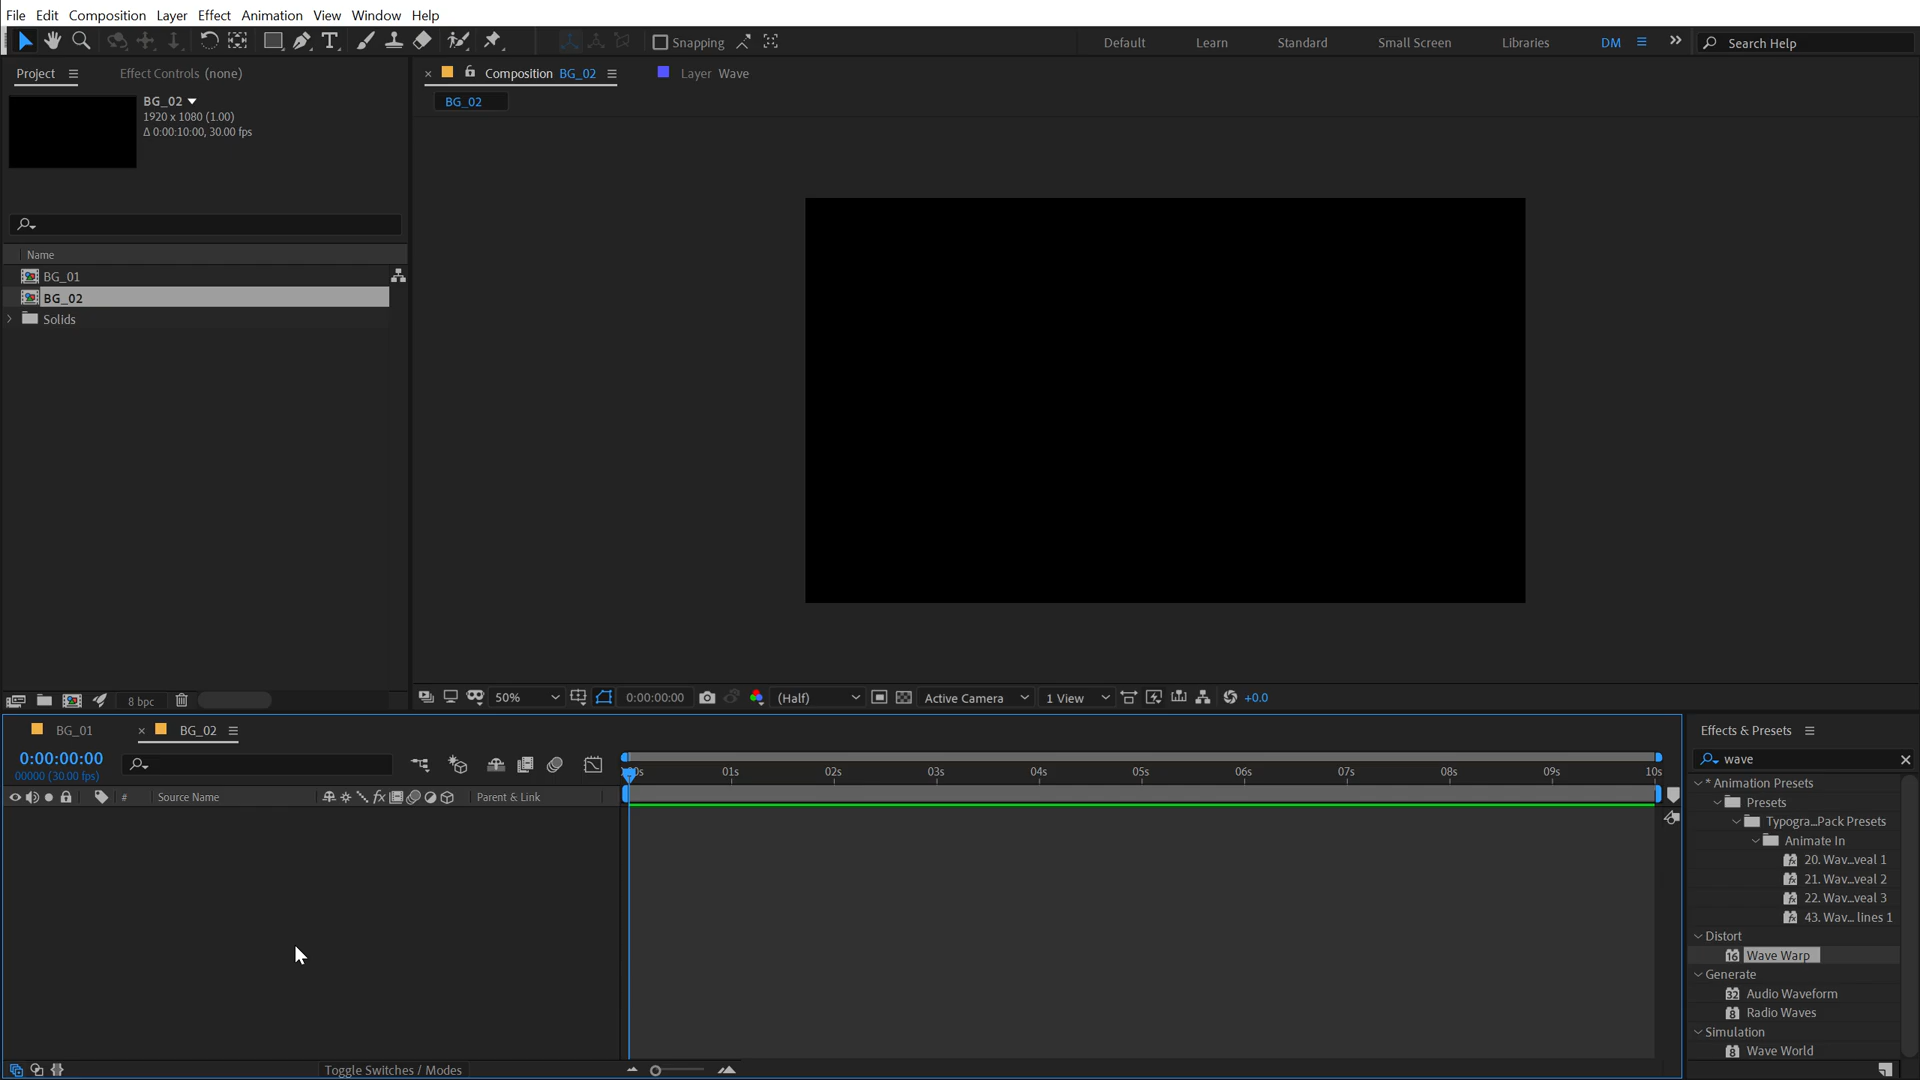 File Edit Composition Layer Effect Animation View Window Help
Snapping
Default Learn Standard Small Screen Libraries DM Search Help
Project Effect Controls (none)
Composition BG_02 Layer Wave
BG_02
BG_02
1920 x 1080 (1.00)
Δ 0:00:10:00, 30.00 fps
Name
BG_01
BG_02
Solids
8 bpc
50% 0:00:00:00 (Half) Active Camera 1 View +0.0
BG_01 BG_02
0:00:00:00
00000 (30.00 fps)
01s 02s 03s 04s 05s 06s 07s 08s 09s 10s
# Source Name Parent & Link
Toggle Switches / Modes
Effects & Presets
wave
* Animation Presets
Presets
Typogra...Pack Presets
Animate In
20. Wav...veal 1
21. Wav...veal 2
22. Wav...veal 3
43. Wav... lines 1
Distort
16 Wave Warp
Generate
32 Audio Waveform
8 Radio Waves
Simulation
8 Wave World